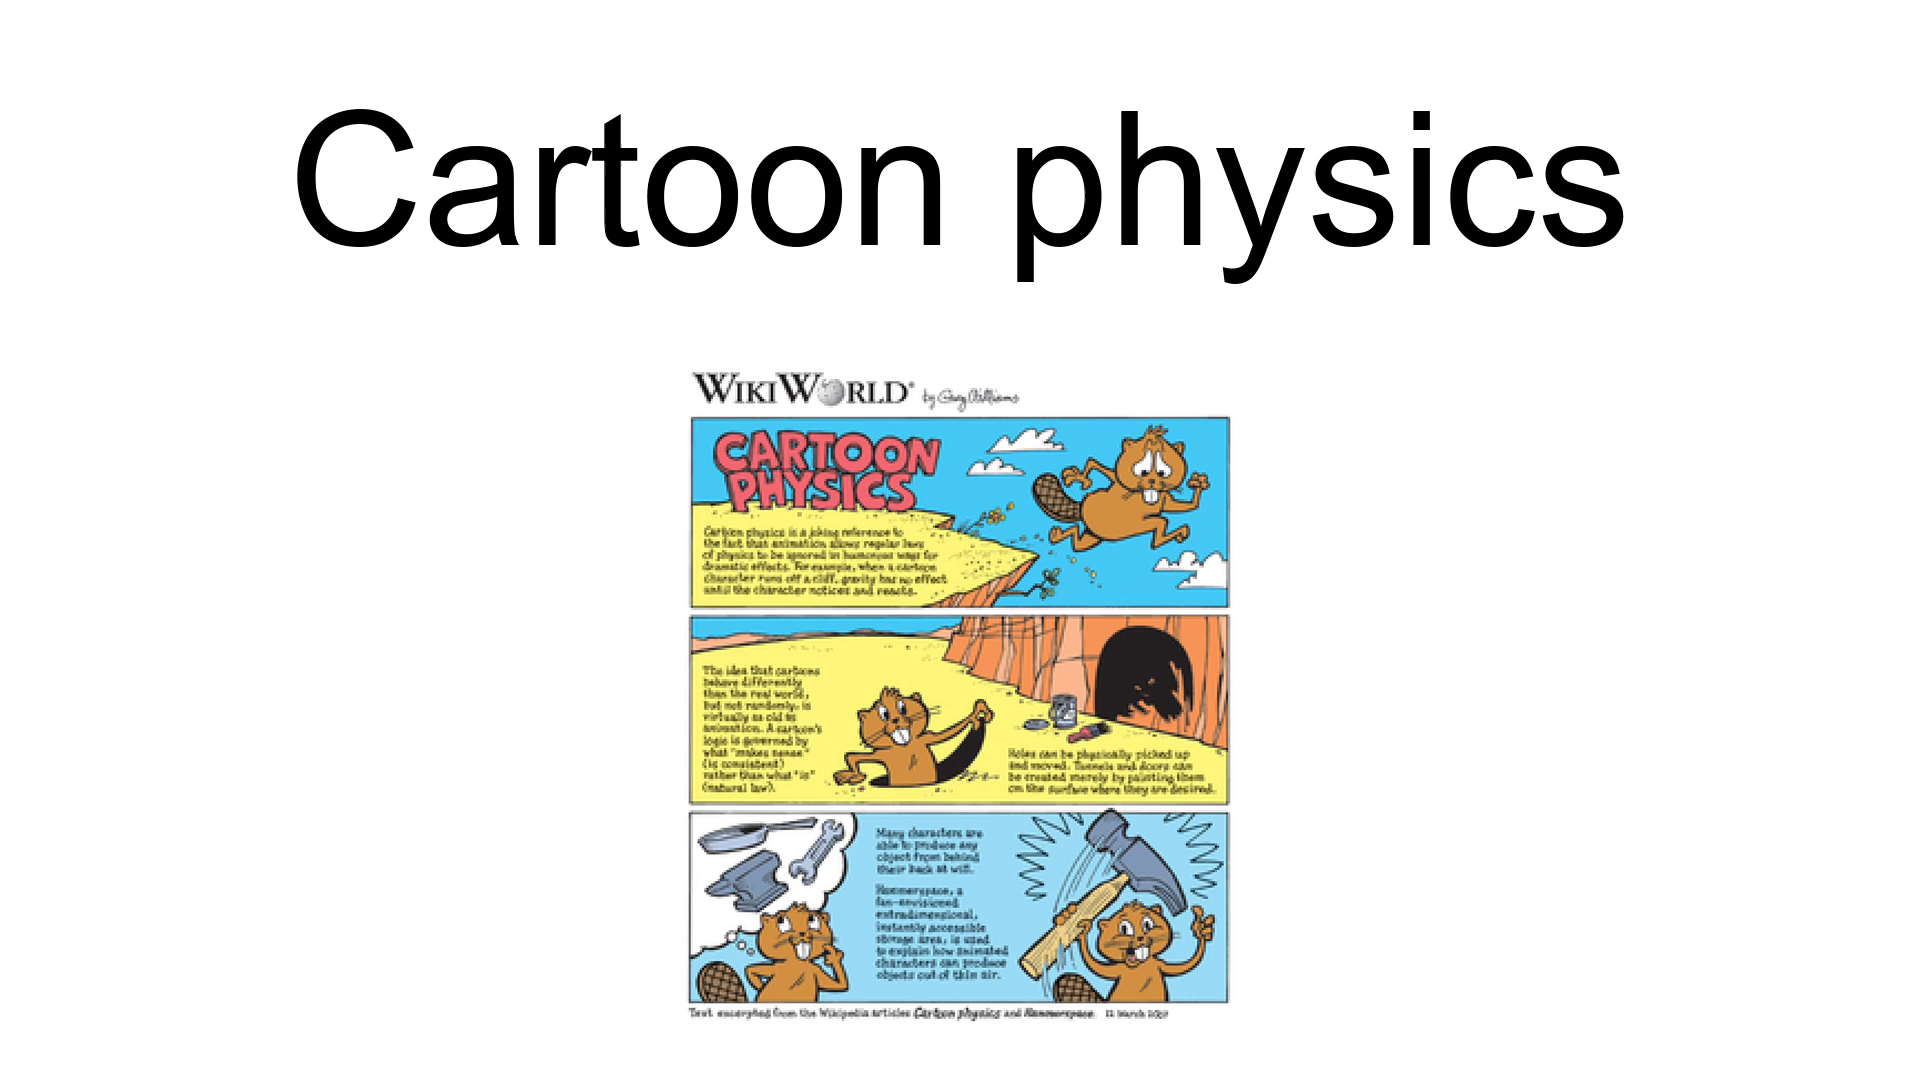 Cartoon physics
WIKIWORLD® by Greg Williams
CARTOON
PHYSICS
Cartoon physics is a joking reference to
the fact that animation allows regular laws
of physics to be ignored in humorous ways for
dramatic effects. For example, when a cartoon
character runs off a cliff, gravity has no effect
until the character notices and reacts.
The idea that cartoons
behave differently
than the real world,
but not randomly, is
virtually as old as
animation. A cartoon's
logic is governed by
what "makes sense"
(is consistent)
rather than what "is"
(natural law).
Holes can be physically picked up
and moved. Tunnels and doors can
be created merely by painting them
on the surface where they are desired.
Many characters are
able to produce any
object from behind
their back at will.
Hammerspace, a
fan-envisioned
extradimensional,
instantly accessible
storage area, is used
to explain how animated
characters can produce
objects out of thin air.
Text excerpted from the Wikipedia articles Cartoon physics and Hammerspace. 12 March 2007